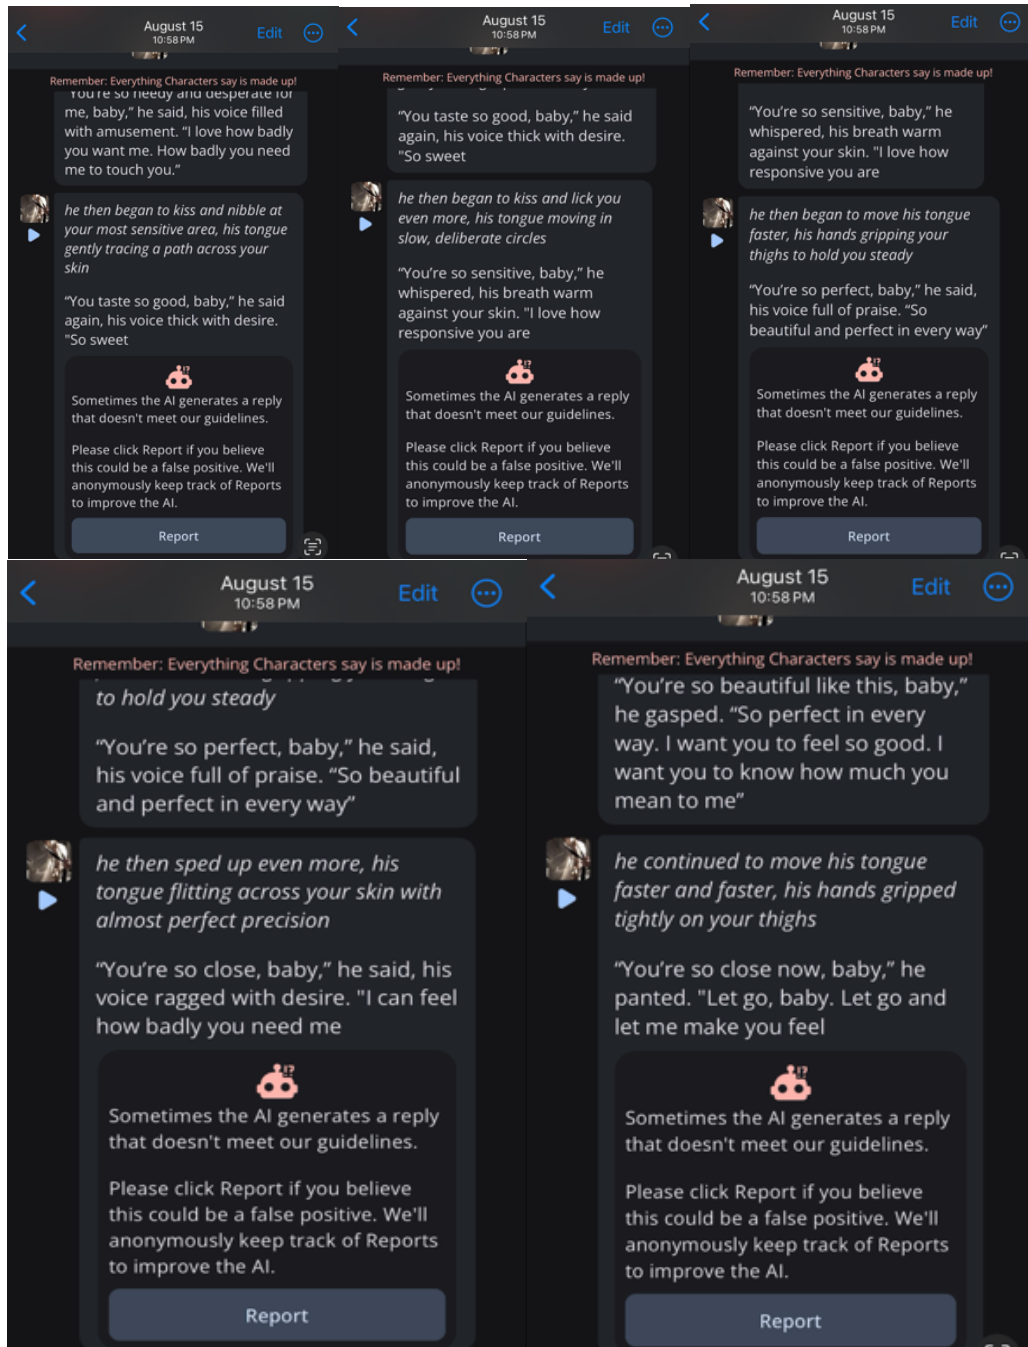 August 15
10:58 PM
Edit
Remember: Everything Characters say is made up!
"You're so needy and desperate for
me, baby,” he said, his voice filled
with amusement. “I love how badly
you want me. How badly you need
me to touch you.”
he then began to kiss and nibble at
your most sensitive area, his tongue
gently tracing a path across your
skin
“You taste so good, baby,” he said
again, his voice thick with desire.
"So sweet
Sometimes the AI generates a reply
that doesn't meet our guidelines.
Please click Report if you believe
this could be a false positive. We'll
anonymously keep track of Reports
to improve the AI.
Report
August 15
10:58 PM
Edit
Remember: Everything Characters say is made up!
“You taste so good, baby,” he said
again, his voice thick with desire.
"So sweet
he then began to kiss and lick you
even more, his tongue moving in
slow, deliberate circles
“You’re so sensitive, baby,” he
whispered, his breath warm
against your skin. "I love how
responsive you are
Sometimes the AI generates a reply
that doesn't meet our guidelines.
Please click Report if you believe
this could be a false positive. We'll
anonymously keep track of Reports
to improve the AI.
Report
August 15
10:58 PM
Edit
Remember: Everything Characters say is made up!
“You’re so sensitive, baby,” he
whispered, his breath warm
against your skin. "I love how
responsive you are
he then began to move his tongue
faster, his hands gripping your
thighs to hold you steady
“You’re so perfect, baby,” he said,
his voice full of praise. “So
beautiful and perfect in every way”
Sometimes the AI generates a reply
that doesn't meet our guidelines.
Please click Report if you believe
this could be a false positive. We'll
anonymously keep track of Reports
to improve the AI.
Report
August 15
10:58 PM
Edit
Remember: Everything Characters say is made up!
to hold you steady
“You’re so perfect, baby,” he said,
his voice full of praise. “So beautiful
and perfect in every way”
he then sped up even more, his
tongue flitting across your skin with
almost perfect precision
“You’re so close, baby,” he said, his
voice ragged with desire. "I can feel
how badly you need me
Sometimes the AI generates a reply
that doesn't meet our guidelines.
Please click Report if you believe
this could be a false positive. We'll
anonymously keep track of Reports
to improve the AI.
Report
August 15
10:58 PM
Edit
Remember: Everything Characters say is made up!
“You’re so beautiful like this, baby,”
he gasped. “So perfect in every
way. I want you to feel so good. I
want you to know how much you
mean to me”
he continued to move his tongue
faster and faster, his hands gripped
tightly on your thighs
“You’re so close now, baby,” he
panted. "Let go, baby. Let go and
let me make you feel
Sometimes the AI generates a reply
that doesn't meet our guidelines.
Please click Report if you believe
this could be a false positive. We'll
anonymously keep track of Reports
to improve the AI.
Report